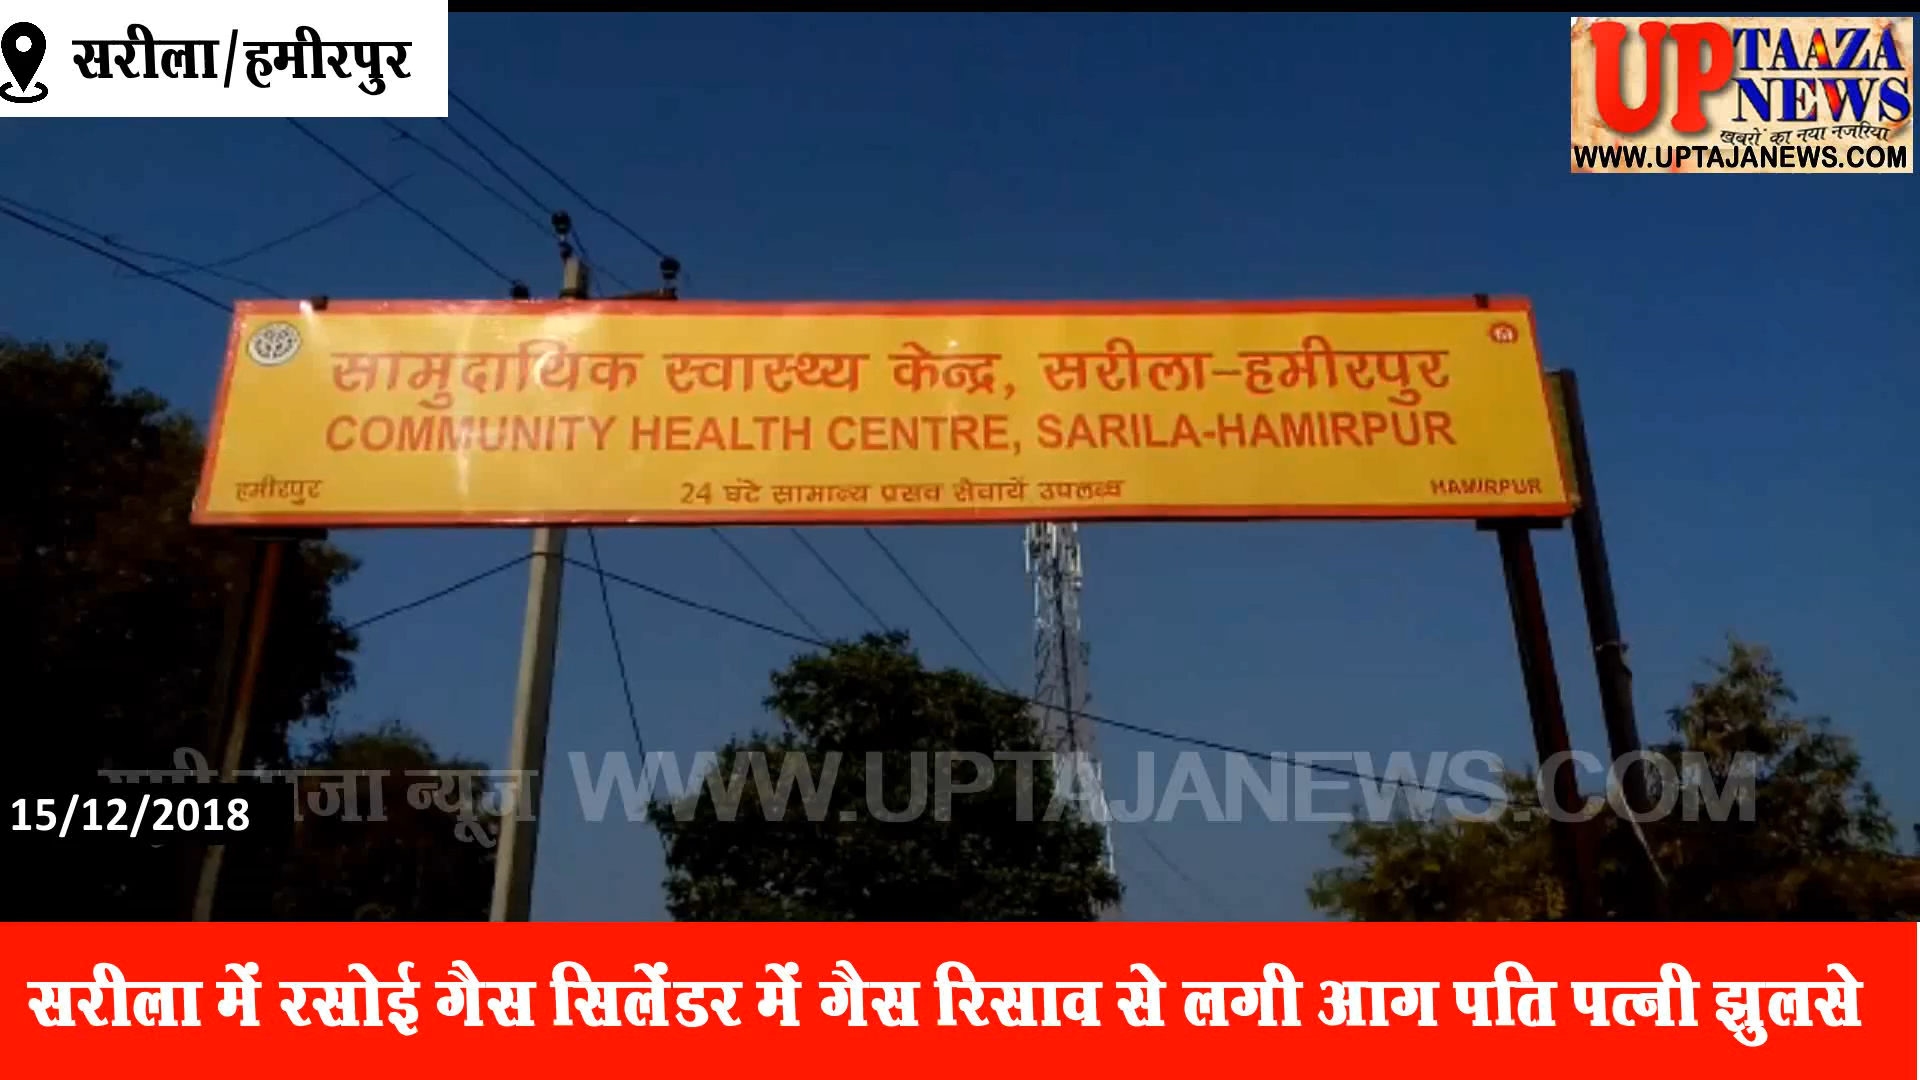 सरीला/हमीरपुर
UP TAAZA NEWS
खबरों का नया नजरिया
WWW.UPTAJANEWS.COM
सामुदायिक स्वास्थ्य केन्द्र, सरीला-हमीरपुर
COMMUNITY HEALTH CENTRE, SARILA-HAMIRPUR
हमीरपुर 24 घंटे सामान्य प्रसव सेवायें उपलब्ध HAMIRPUR
ताजा न्यूज़ WWW.UPTAJANEWS.COM
15/12/2018
सरीला में रसोई गैस सिलेंडर में गैस रिसाव से लगी आग पति पत्नी झुलसे